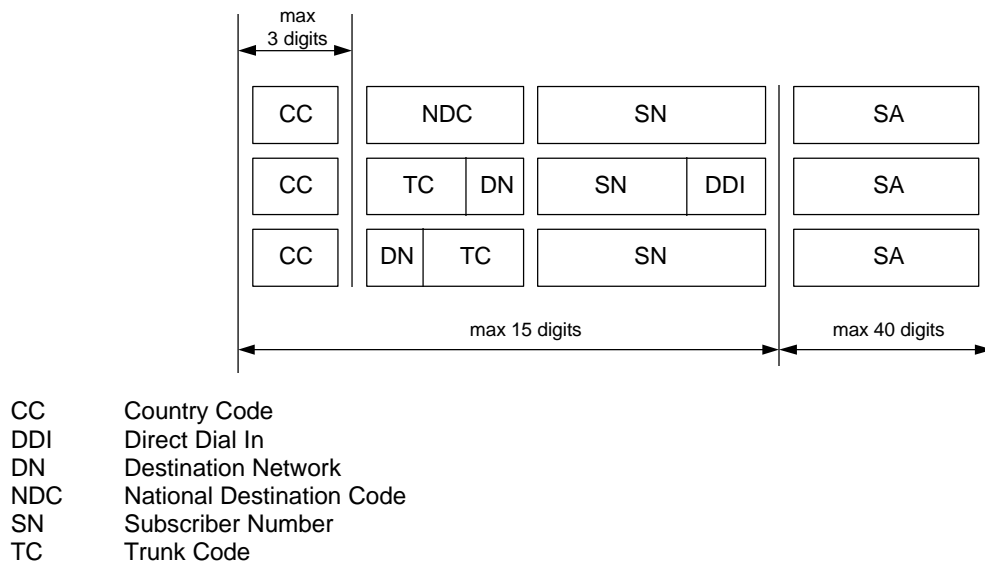 max
3 digits
CC NDC SN SA
CC TC DN SN DDI SA
CC DN TC SN SA
max 15 digits max 40 digits
CC Country Code
DDI Direct Dial In
DN Destination Network
NDC National Destination Code
SN Subscriber Number
TC Trunk Code